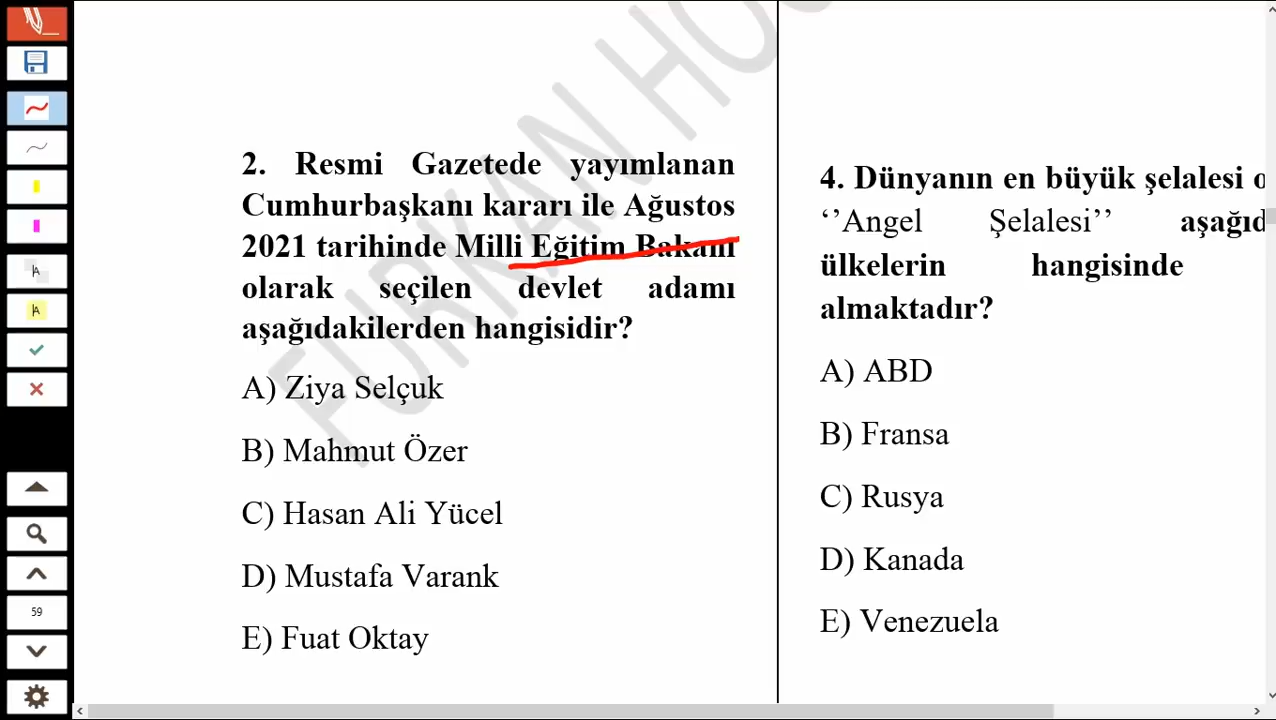 FURKAN HO
2. Resmi Gazetede yayımlanan
Cumhurbaşkanı kararı ile Ağustos
2021 tarihinde Milli Eğitim Bakanı
olarak seçilen devlet adamı
aşağıdakilerden hangisidir?
A) Ziya Selçuk
B) Mahmut Özer
C) Hasan Ali Yücel
D) Mustafa Varank
E) Fuat Oktay
4. Dünyanın en büyük şelalesi o
‘’Angel Şelalesi’’ aşağıd
ülkelerin hangisinde
almaktadır?
A) ABD
B) Fransa
C) Rusya
D) Kanada
E) Venezuela
59